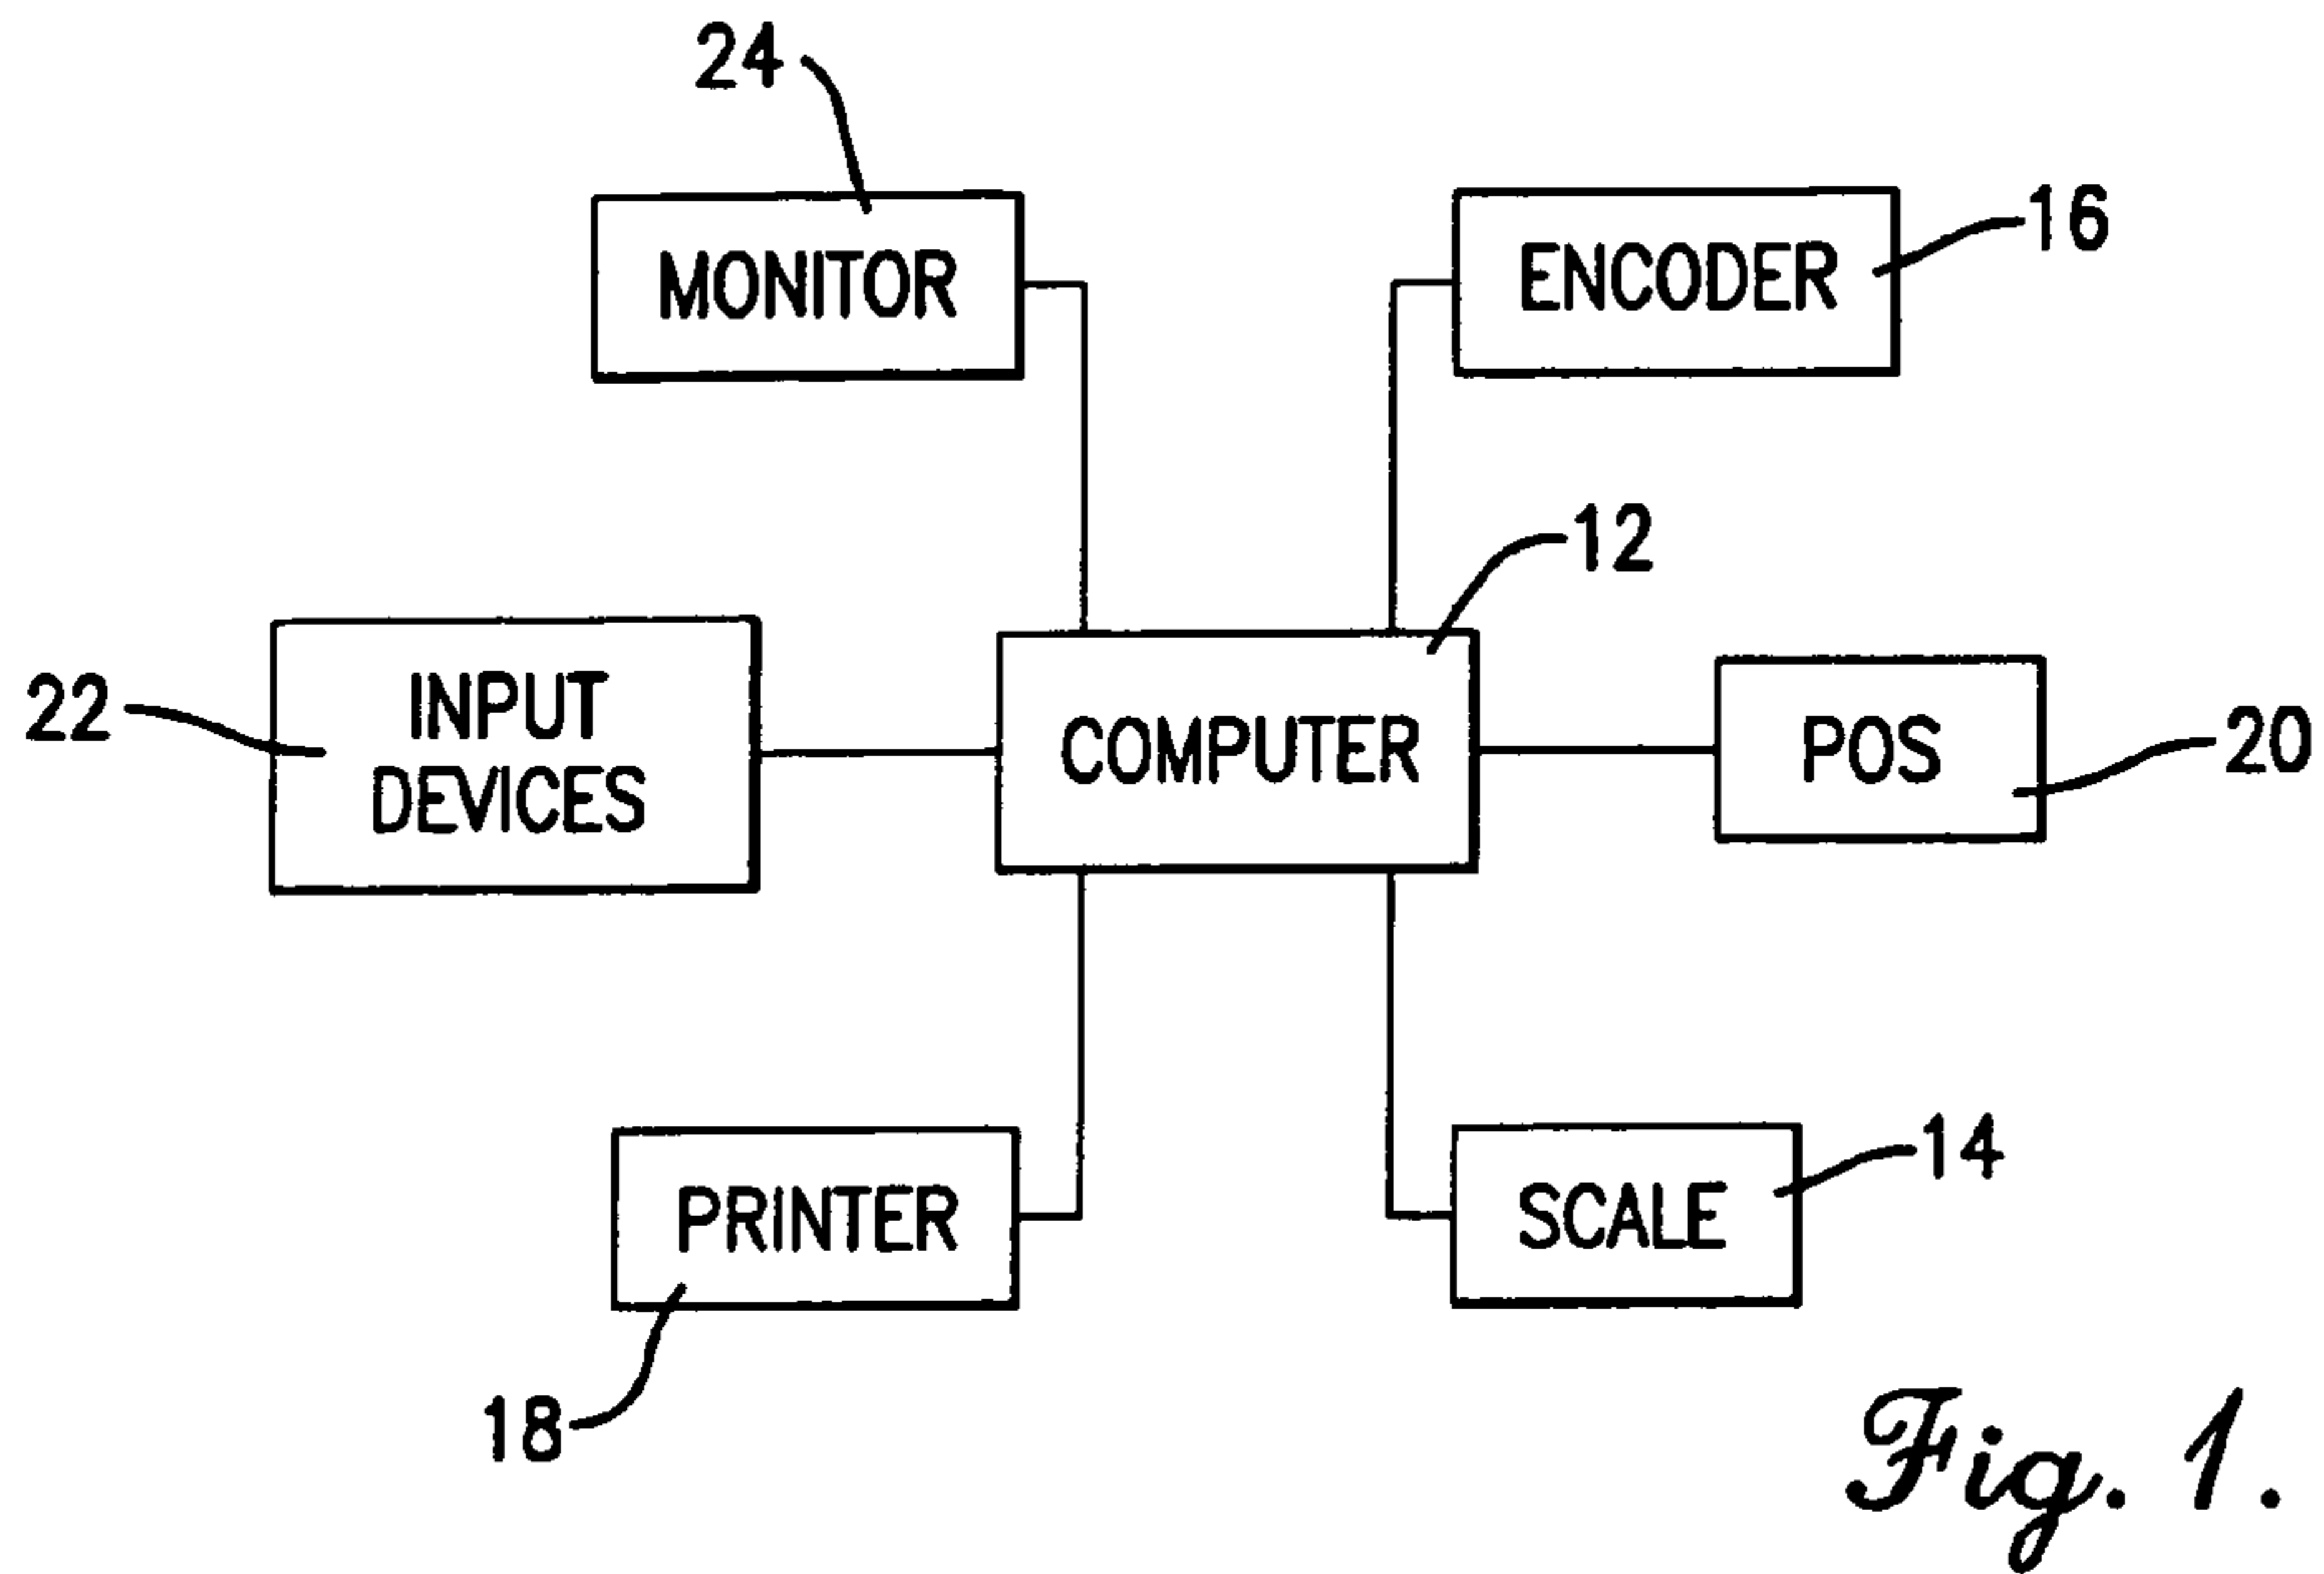 24
MONITOR
ENCODER
16
12
22
INPUT
DEVICES
COMPUTER
POS
20
PRINTER
SCALE
14
18
Fig. 1.